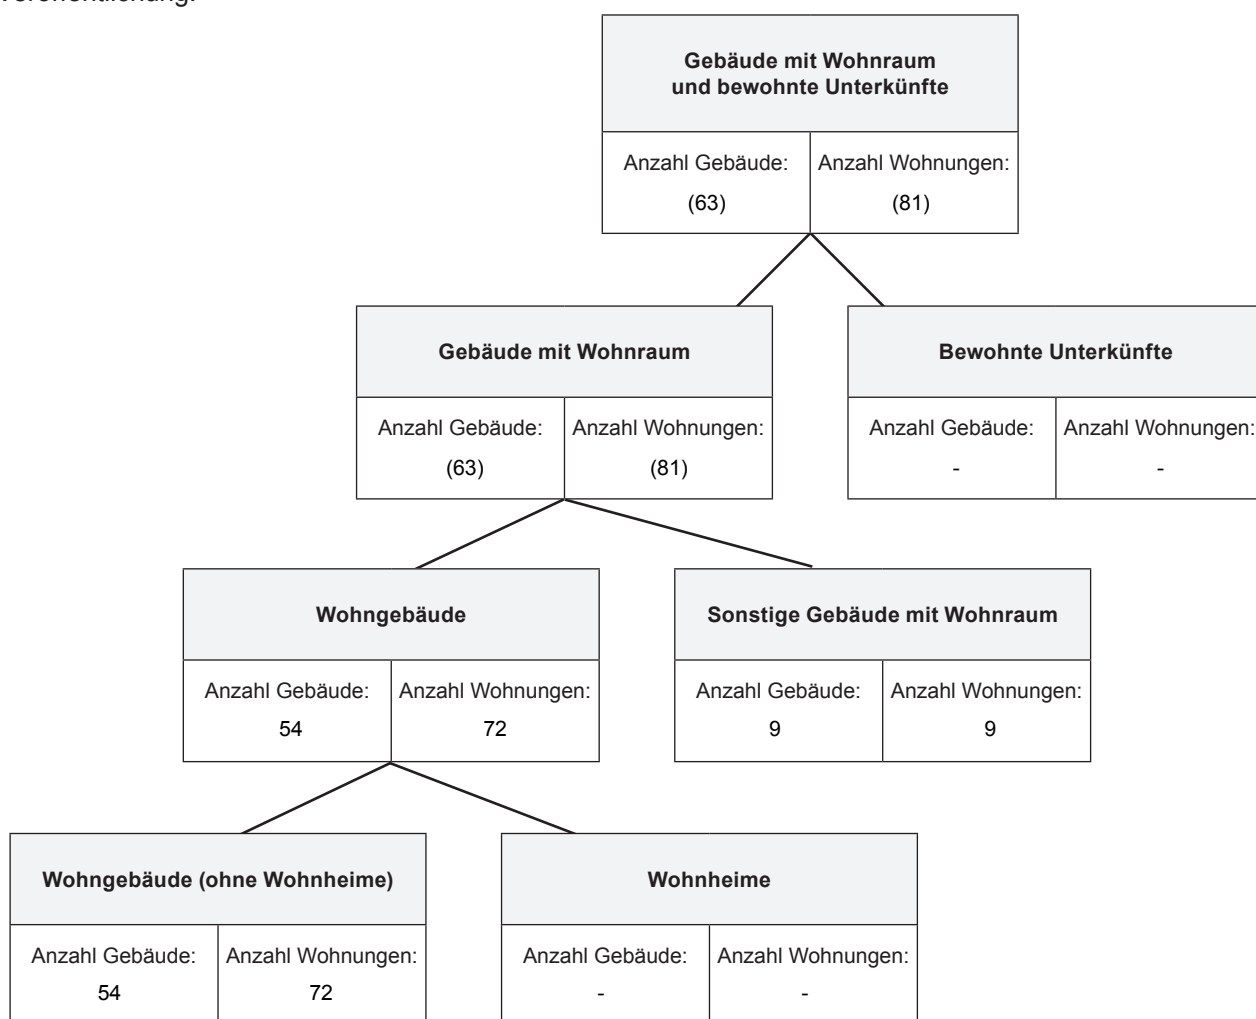 Veröffentlichung.
Gebäude mit Wohnraum
und bewohnte Unterkünfte
Anzahl Gebäude: Anzahl Wohnungen:
(63) (81)
Gebäude mit Wohnraum Bewohnte Unterkünfte
Anzahl Gebäude: Anzahl Wohnungen: Anzahl Gebäude: Anzahl Wohnungen:
(63) (81) - -
Wohngebäude Sonstige Gebäude mit Wohnraum
Anzahl Gebäude: Anzahl Wohnungen: Anzahl Gebäude: Anzahl Wohnungen:
54 72 9 9
Wohngebäude (ohne Wohnheime) Wohnheime
Anzahl Gebäude: Anzahl Wohnungen: Anzahl Gebäude: Anzahl Wohnungen:
54 72 - -